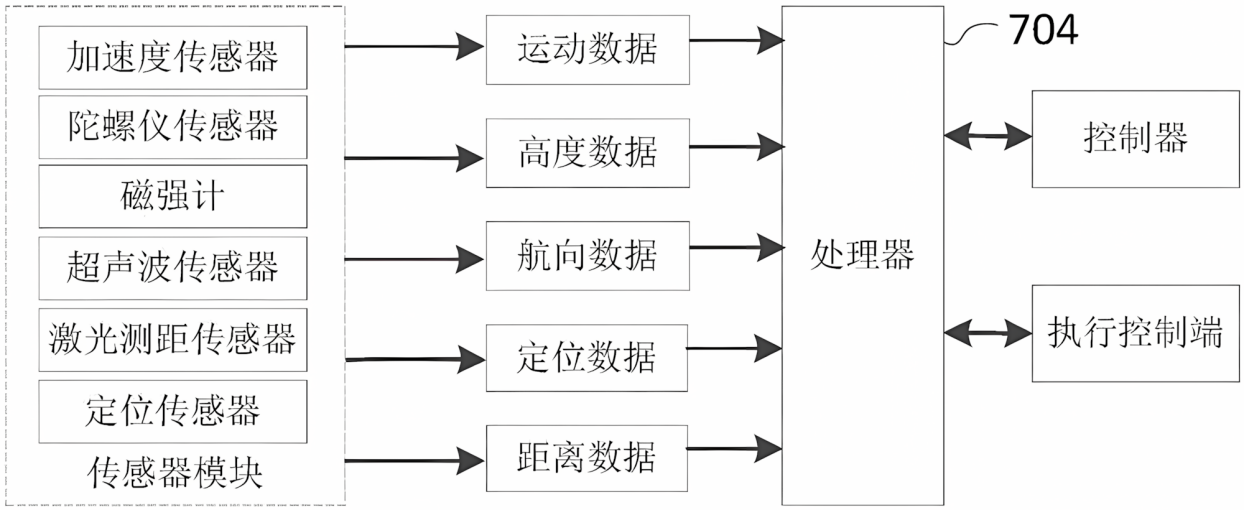 加速度传感器
陀螺仪传感器
磁强计
超声波传感器
激光测距传感器
定位传感器
传感器模块
运动数据
高度数据
航向数据
定位数据
距离数据
处理器
704
控制器
执行控制端